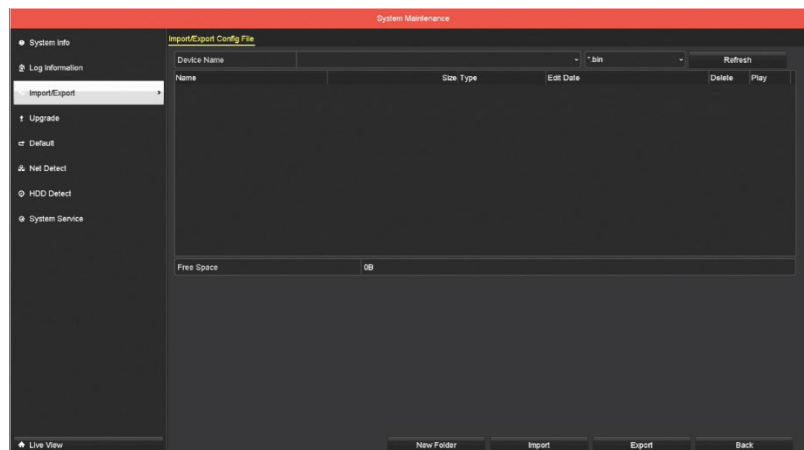 System Maintenance
System Info
Log Information
Import/Export
Upgrade
Default
Net Detect
HDD Detect
System Service
Live View
Import/Export Config File
Device Name *.bin Refresh
Name Size Type Edit Date Delete Play
Free Space 0B
New Folder Import Export Back